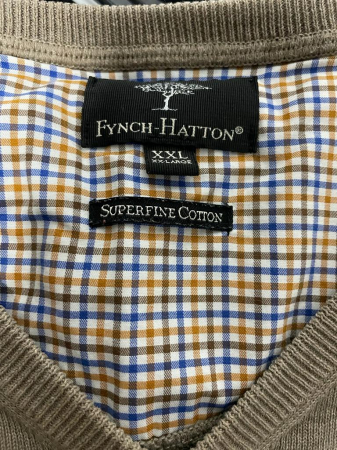 FYNCH-HATTON®
XXL
XX-LARGE
SUPERFINE COTTON